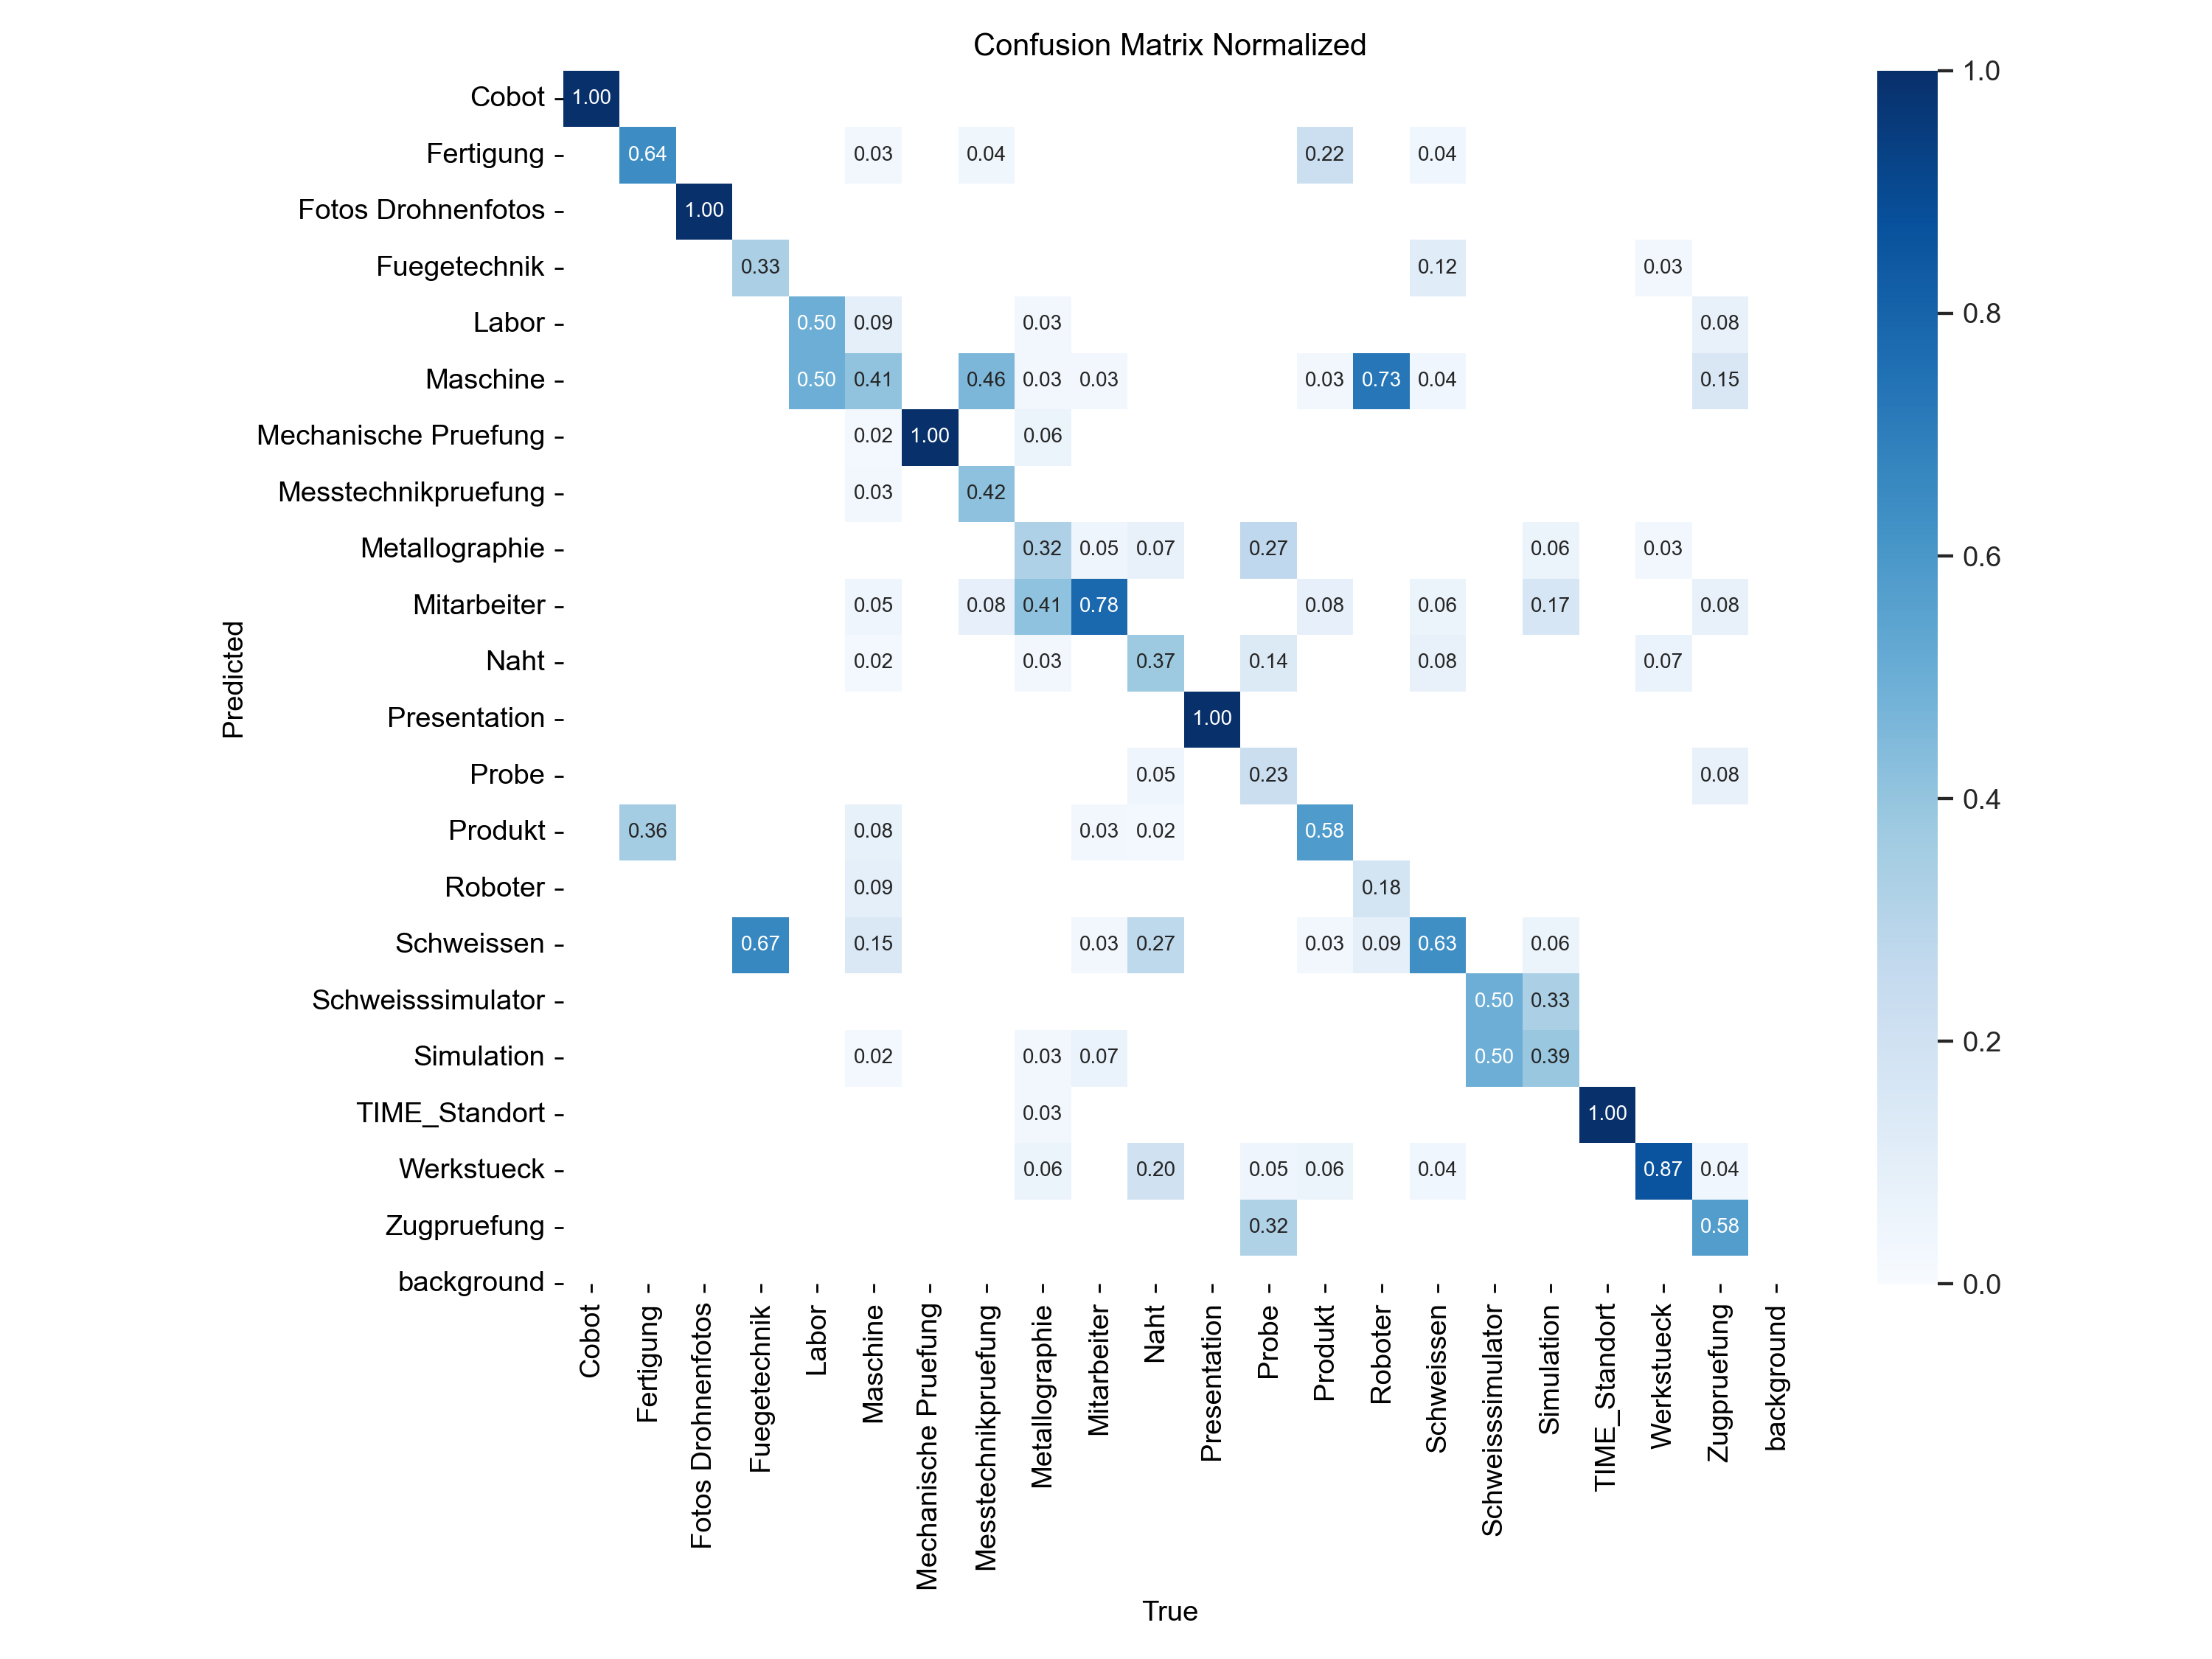 Confusion Matrix Normalized
Cobot 1.00
Fertigung 0.64 0.03 0.04 0.22 0.04
Fotos Drohnenfotos 1.00
Fuegetechnik 0.33 0.12 0.03
Labor 0.50 0.09 0.03 0.08
Maschine 0.50 0.41 0.46 0.03 0.03 0.03 0.73 0.04 0.15
Mechanische Pruefung 0.02 1.00 0.06
Messtechnikpruefung 0.03 0.42
Metallographie 0.32 0.05 0.07 0.27 0.06 0.03
Mitarbeiter 0.05 0.08 0.41 0.78 0.08 0.06 0.17 0.08
Naht 0.02 0.03 0.37 0.14 0.08 0.07
Presentation 1.00
Probe 0.05 0.23 0.08
Produkt 0.36 0.08 0.03 0.02 0.58
Roboter 0.09 0.18
Schweissen 0.67 0.15 0.03 0.27 0.03 0.09 0.63 0.06
Schweisssimulator 0.50 0.33
Simulation 0.02 0.03 0.07 0.50 0.39
TIME_Standort 0.03 1.00
Werkstueck 0.06 0.20 0.05 0.06 0.04 0.87 0.04
Zugpruefung 0.32 0.58
background
Predicted
Cobot
Fertigung
Fotos Drohnenfotos
Fuegetechnik
Labor
Maschine
Mechanische Pruefung
Messtechnikpruefung
Metallographie
Mitarbeiter
Naht
Presentation
Probe
Produkt
Roboter
Schweissen
Schweisssimulator
Simulation
TIME_Standort
Werkstueck
Zugpruefung
background
True
1.0
0.8
0.6
0.4
0.2
0.0